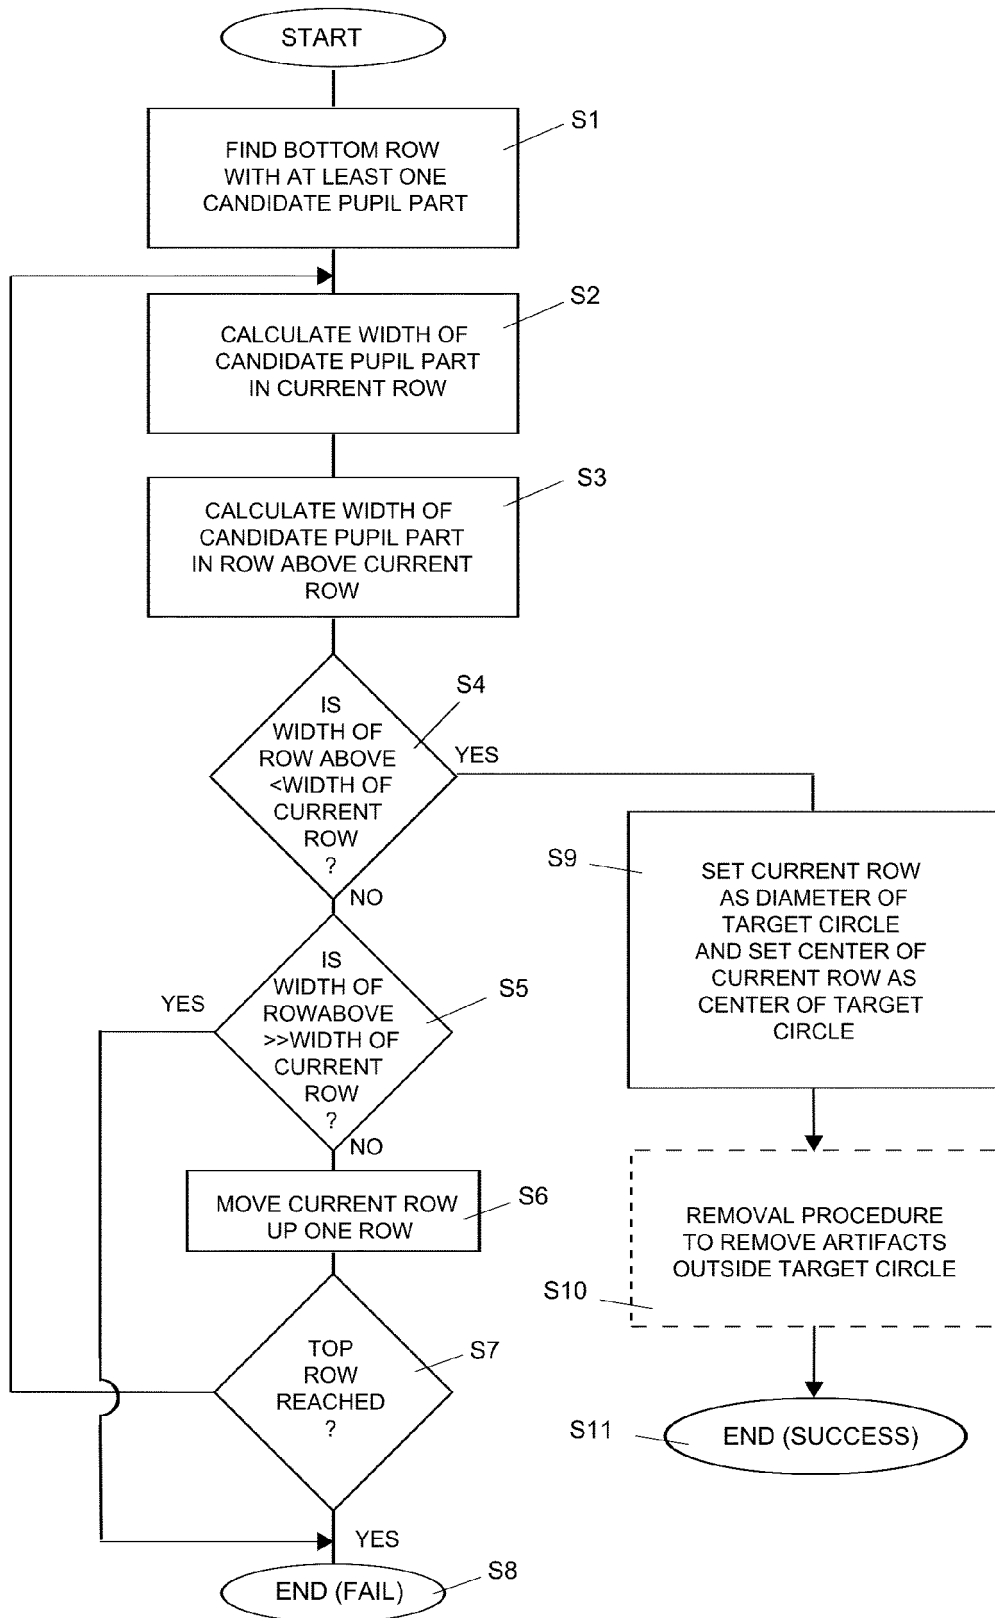 START
S1
FIND BOTTOM ROW
WITH AT LEAST ONE
CANDIDATE PUPIL PART
S2
CALCULATE WIDTH OF
CANDIDATE PUPIL PART
IN CURRENT ROW
S3
CALCULATE WIDTH OF
CANDIDATE PUPIL PART
IN ROW ABOVE CURRENT
ROW
S4
IS
WIDTH OF
ROW ABOVE
<WIDTH OF
CURRENT
ROW
?
YES
NO
S5
IS
WIDTH OF
ROWABOVE
>>WIDTH OF
CURRENT
ROW
?
YES
NO
S6
MOVE CURRENT ROW
UP ONE ROW
S7
TOP
ROW
REACHED
?
YES
END (FAIL)
S8
S9
SET CURRENT ROW
AS DIAMETER OF
TARGET CIRCLE
AND SET CENTER OF
CURRENT ROW AS
CENTER OF TARGET
CIRCLE
REMOVAL PROCEDURE
TO REMOVE ARTIFACTS
OUTSIDE TARGET CIRCLE
S10
S11
END (SUCCESS)